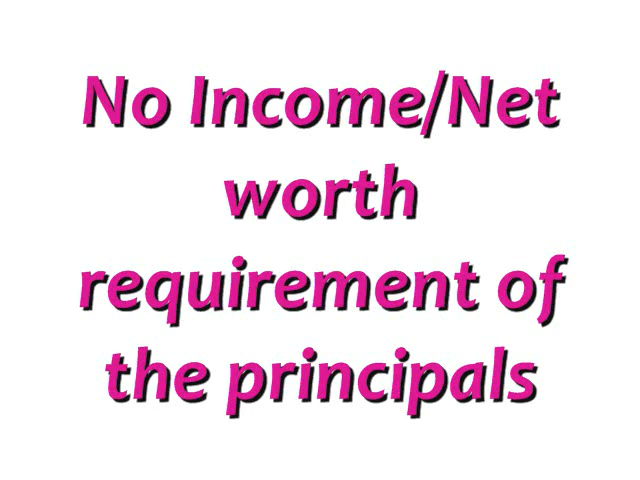 No Income/Net
worth
requirement of
the principals